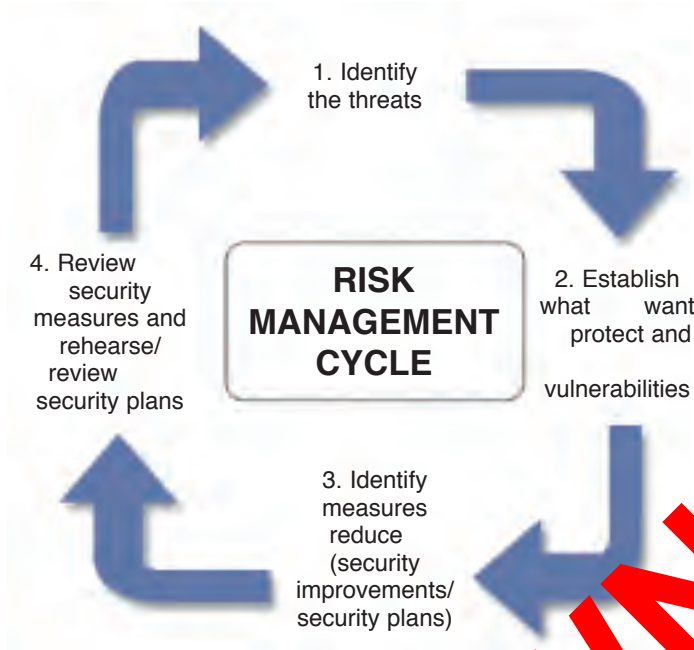 1. Identify
the threats
RISK
MANAGEMENT
CYCLE
2. Establish
what want
protect and
vulnerabilities
3. Identify
measures
reduce
(security
improvements/
security plans)
4. Review
security
measures and
rehearse/
review
security plans